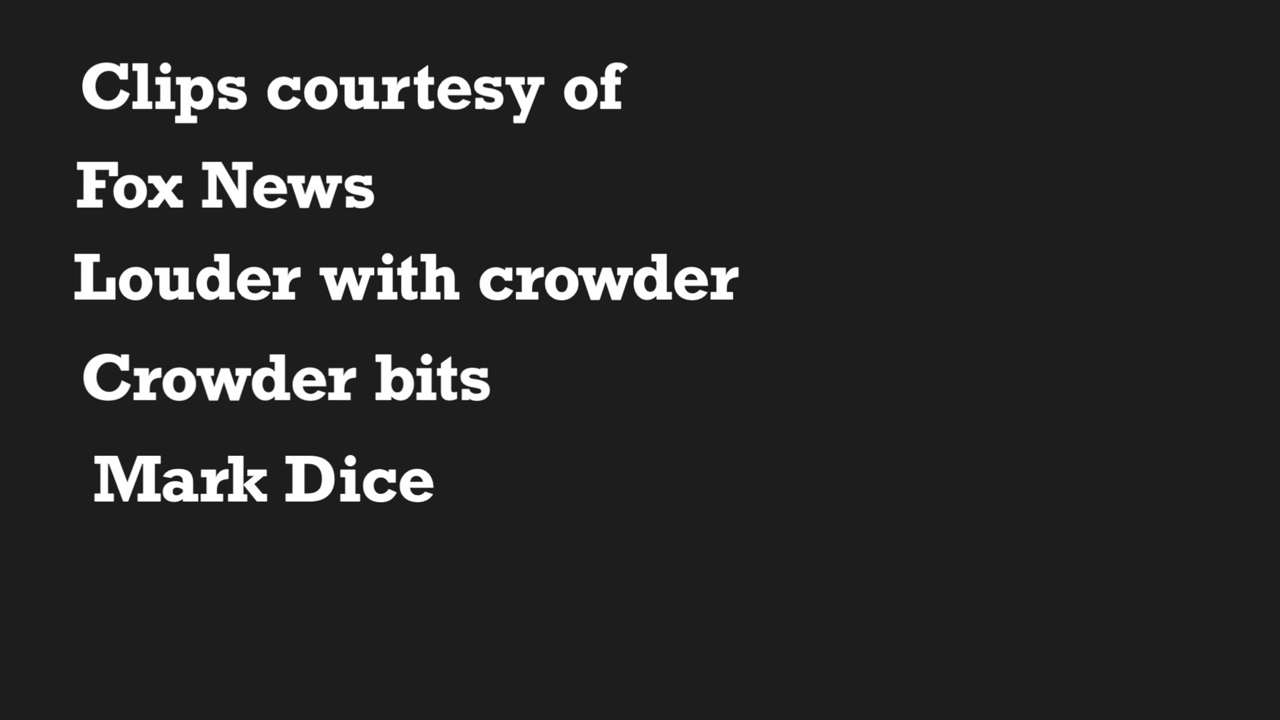 Clips courtesy of
Fox News
Louder with crowder
Crowder bits
Mark Dice